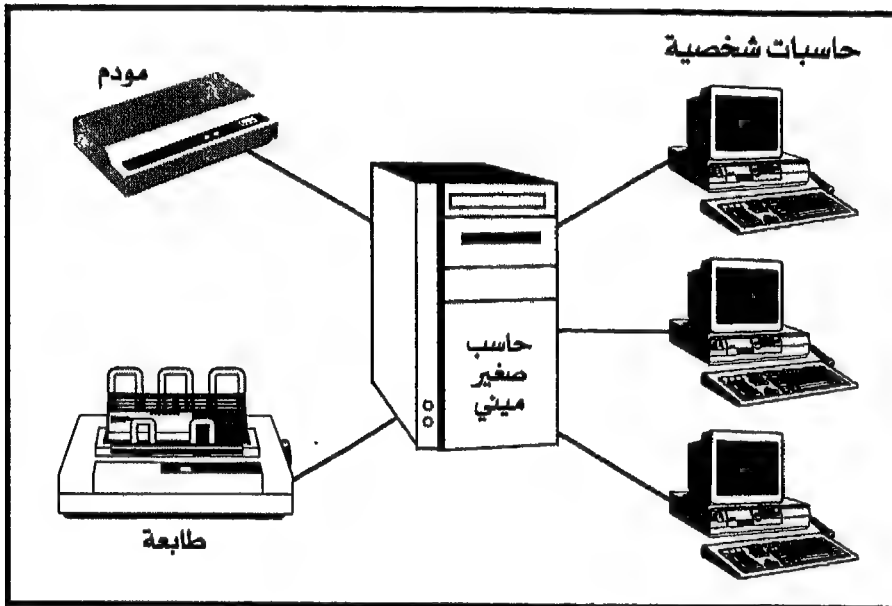 حاسبات شخصية
مودم
حاسب
صغير
ميني
طابعة